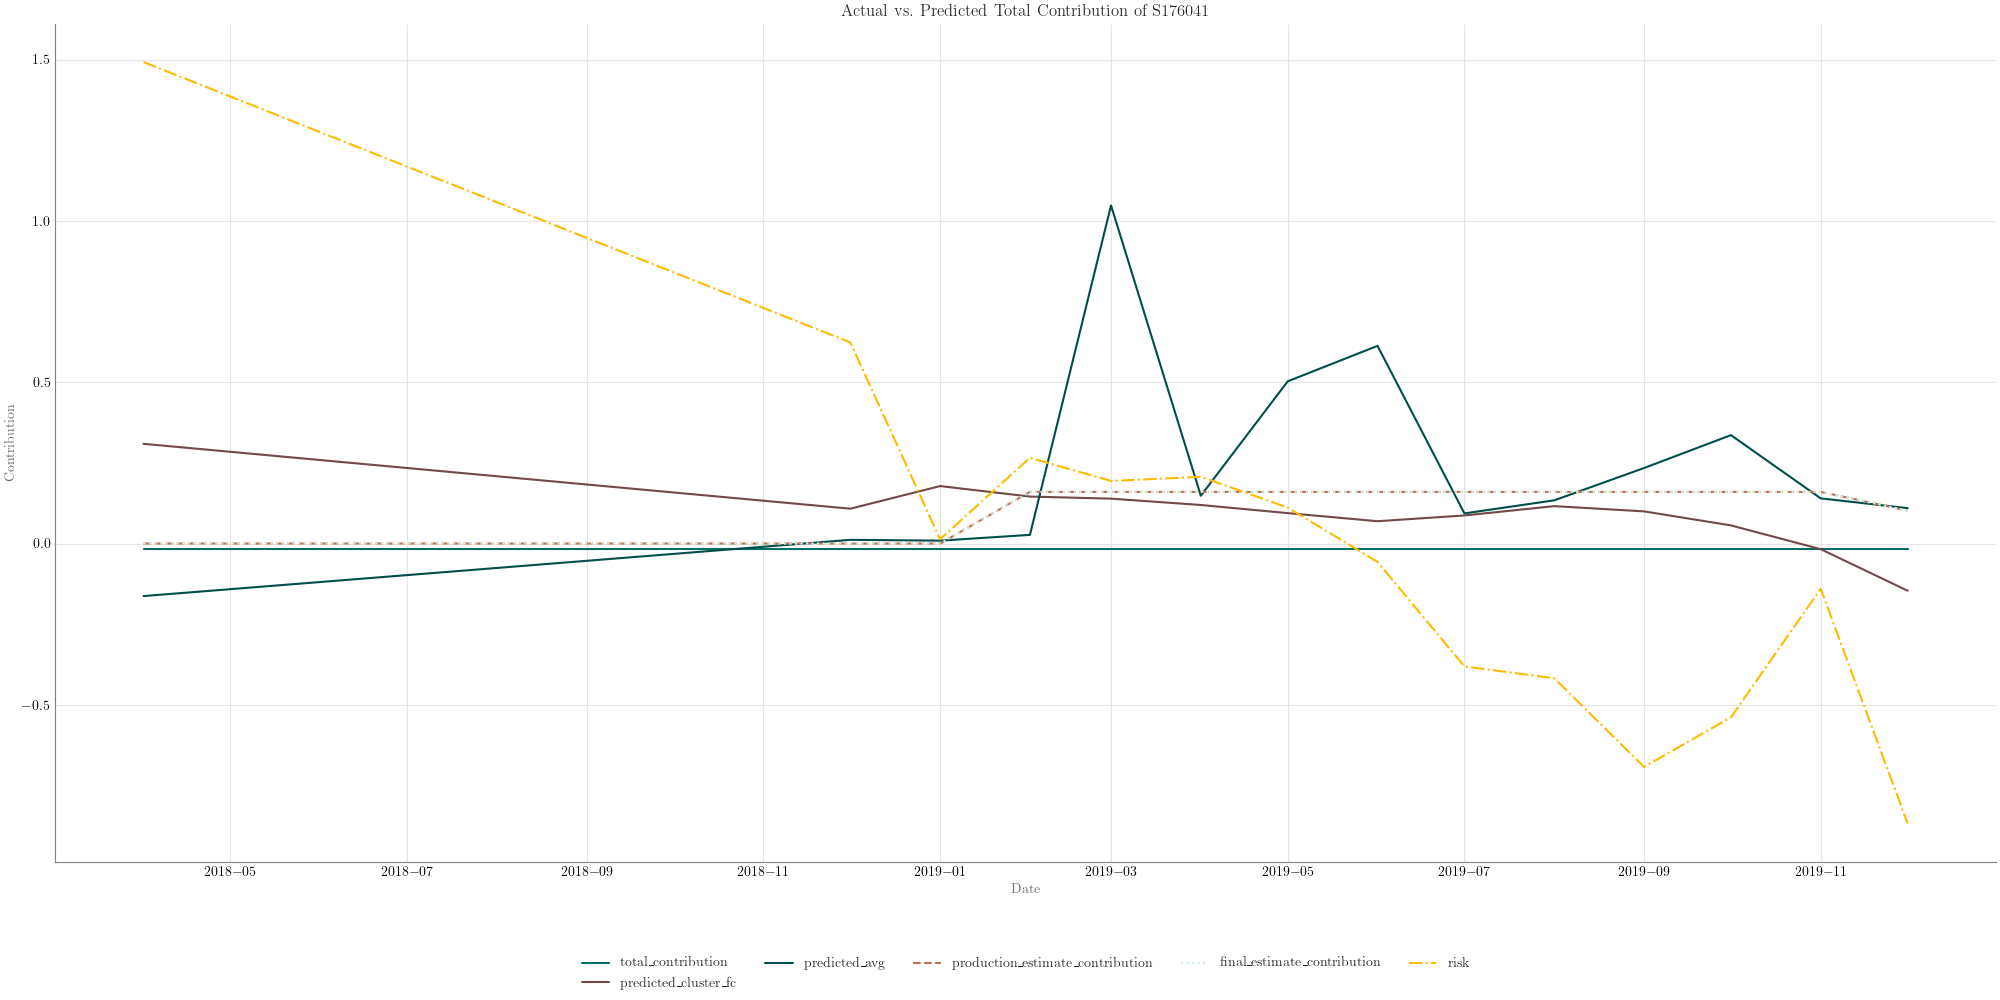 Actual vs. Predicted Total Contribution of S176041
1.5
1.0
0.5
0.0
−0.5
Contribution
2018−05 2018−07 2018−09 2018−11 2019−01 2019−03 2019−05 2019−07 2019−09 2019−11
Date
total_contribution predicted_avg production_estimate_contribution final_estimate_contribution risk
predicted_cluster_fc